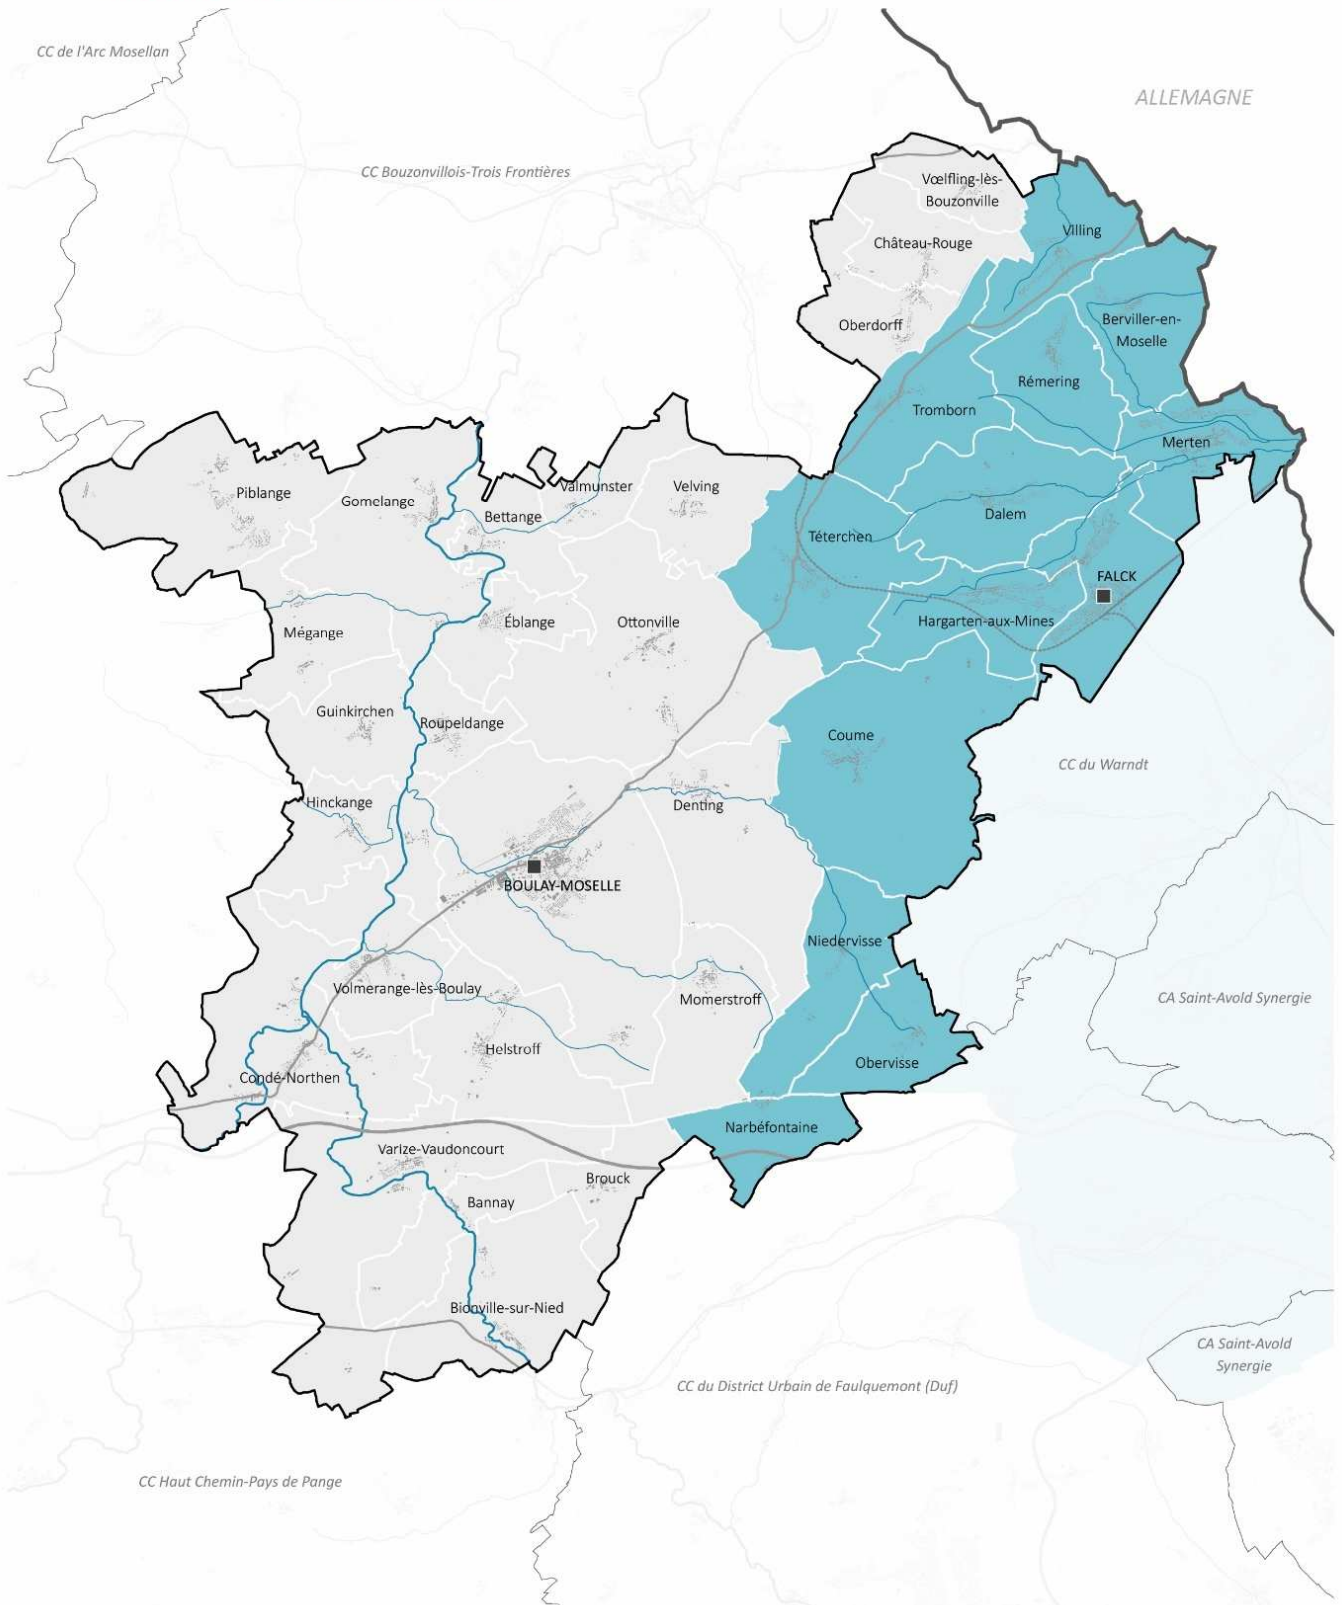 CC de l'Arc Mosellan
ALLEMAGNE
CC Bouzonvillois-Trois Frontières
Vœlfling-lès-
Bouzonville
Villing
Château-Rouge
Oberdorff
Berviller-en-
Moselle
Rémering
Tromborn
Merten
Piblange
Gomelange
Valmunster
Velving
Bettange
Dalem
Téterchen
FALCK
Hargarten-aux-Mines
Mégange
Éblange
Ottonville
Guinkirchen
Roupeldange
Coume
CC du Warndt
Hinckange
Denting
BOULAY-MOSELLE
Niedervisse
Volmerange-lès-Boulay
Momerstroff
CA Saint-Avold Synergie
Helstroff
Obervisse
Condé-Northen
Narbéfontaine
Varize-Vaudoncourt
Brouck
Bannay
Bionville-sur-Nied
CA Saint-Avold
Synergie
CC du District Urbain de Faulquemont (Duf)
CC Haut Chemin-Pays de Pange